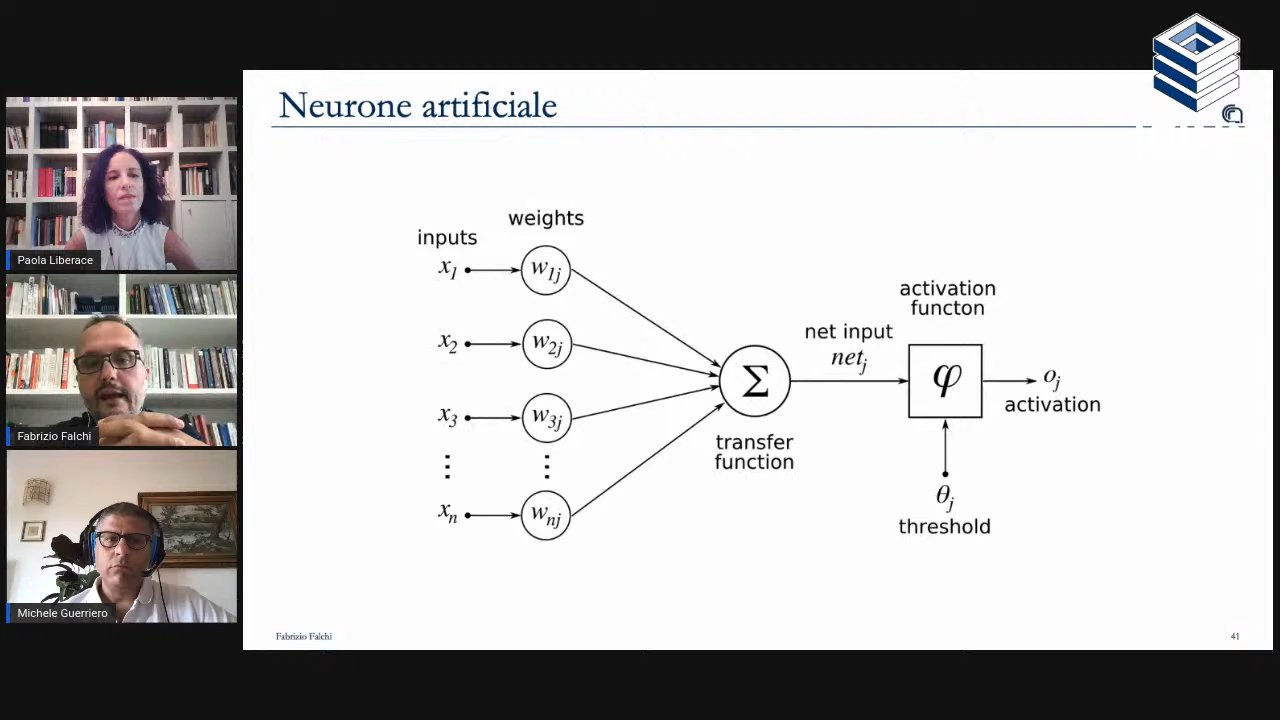 Neurone artificiale
weights
inputs
x1
w1j
x2
w2j
x3
w3j
xn
wnj
Σ
transfer
function
net input
netj
activation
functon
φ
oj
activation
θj
threshold
Paola Liberace
Fabrizio Falchi
Michele Guerriero
Fabrizio Falchi
41